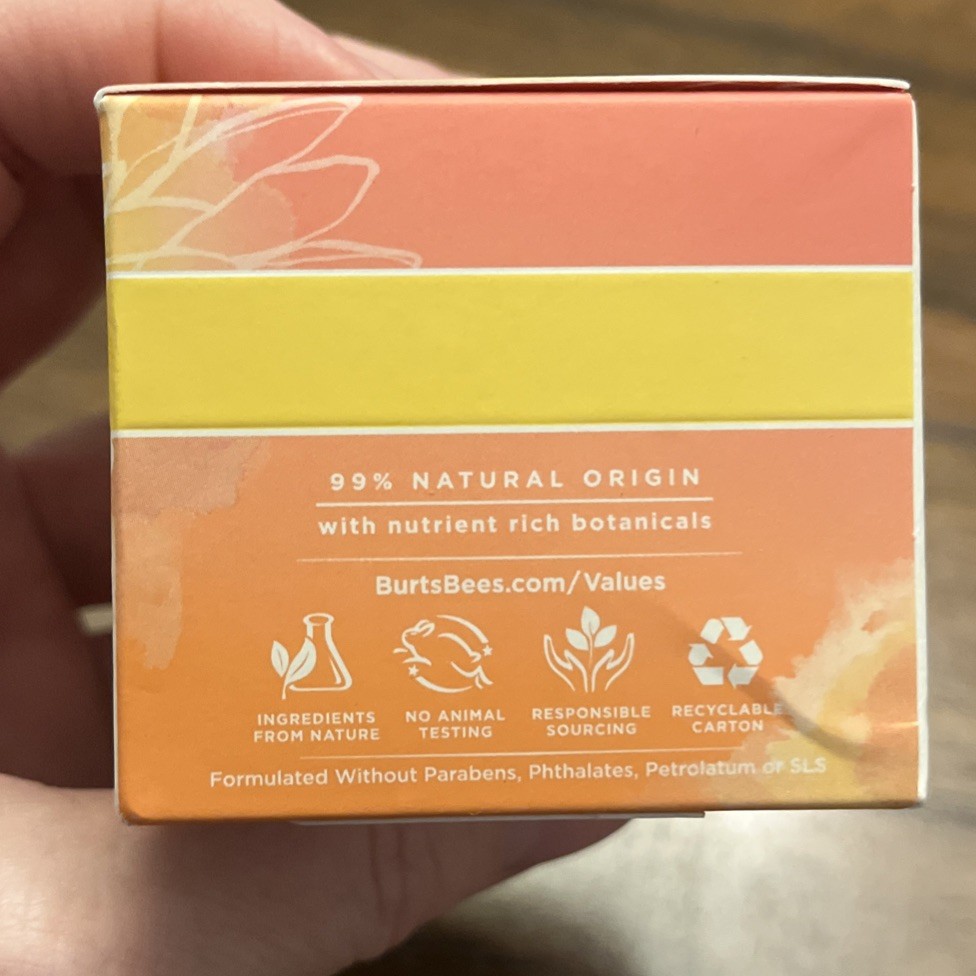 99% NATURAL ORIGIN
with nutrient rich botanicals
BurtsBees.com/Values
INGREDIENTS
FROM NATURE
NO ANIMAL
TESTING
RESPONSIBLE
SOURCING
RECYCLABLE
CARTON
Formulated Without Parabens, Phthalates, Petrolatum or SLS